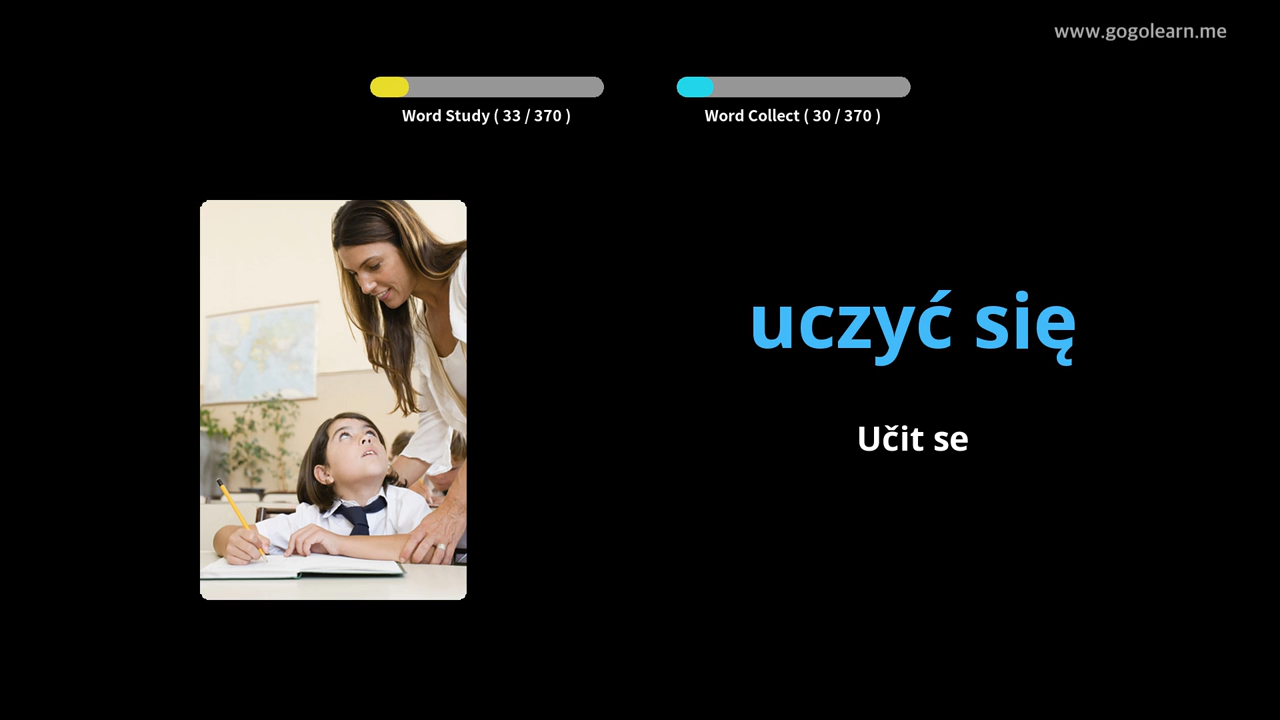 www.gogolearn.me
Word Study ( 33 / 370 )
Word Collect ( 30 / 370 )
uczyć się
Učit se